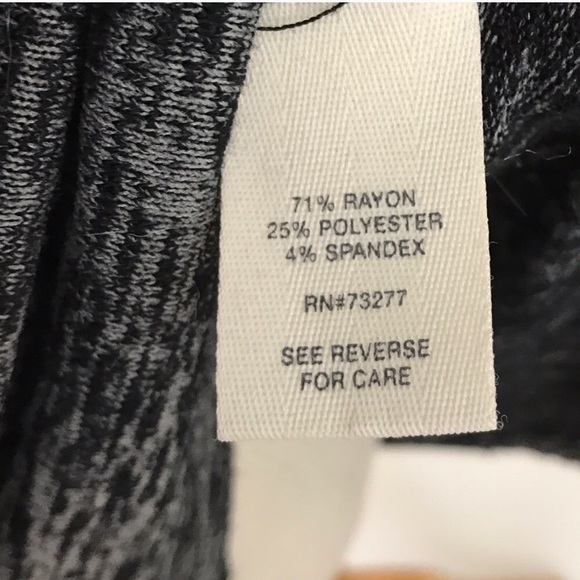 71% RAYON
25% POLYESTER
4% SPANDEX
RN#73277
SEE REVERSE
FOR CARE